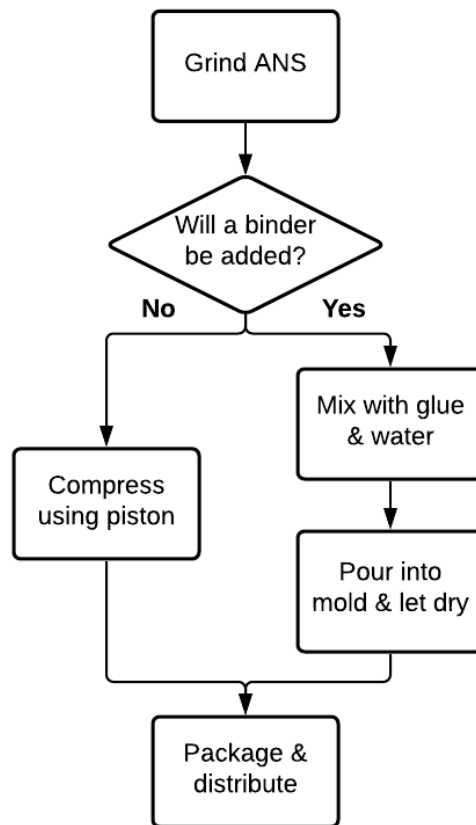 Grind ANS
Will a binder
be added?
No
Yes
Mix with glue
& water
Compress
using piston
Pour into
mold & let dry
Package &
distribute